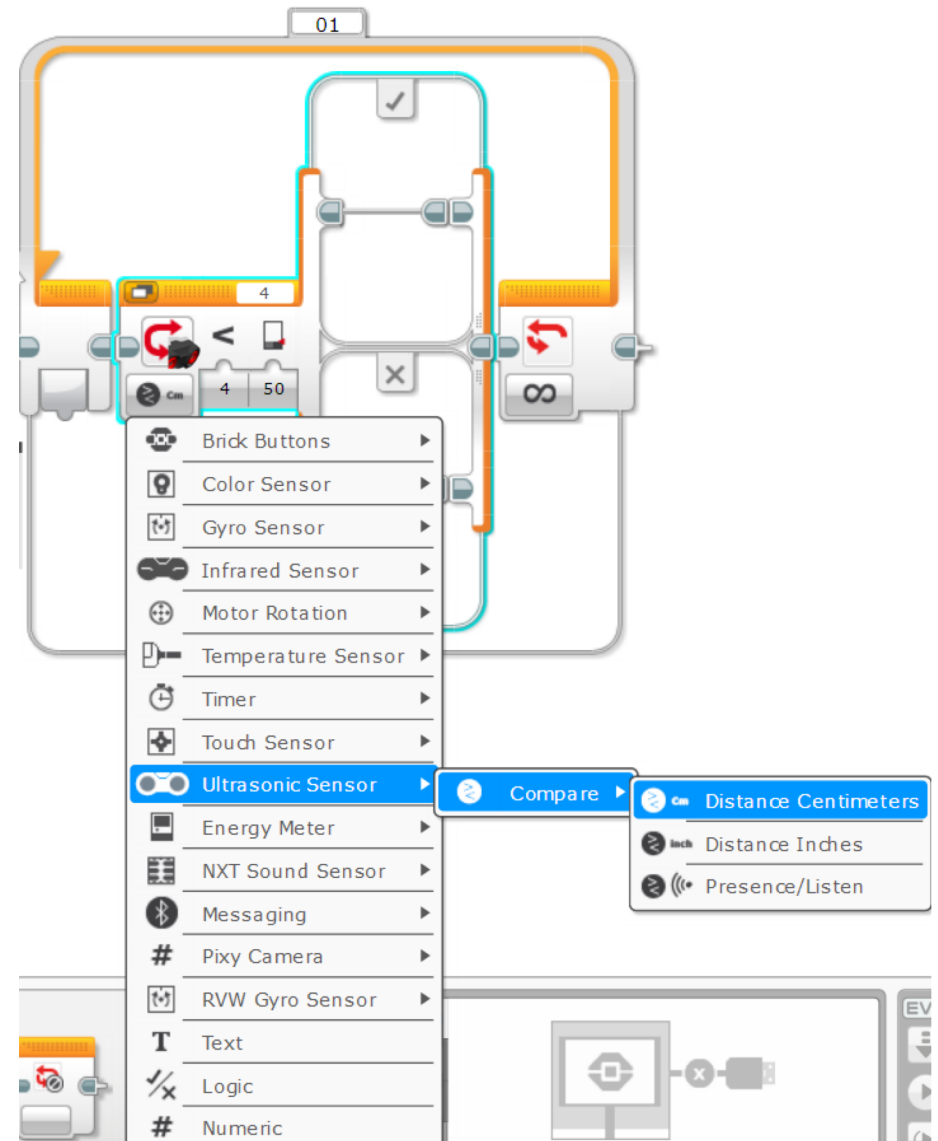 01
4
<
Cm
4
50
Brick Buttons
Color Sensor
Gyro Sensor
Infrared Sensor
Motor Rotation
Temperature Sensor
Timer
Touch Sensor
Ultrasonic Sensor
Compare
Cm Distance Centimeters
inch Distance Inches
Presence/Listen
Energy Meter
NXT Sound Sensor
Messaging
# Pixy Camera
RVW Gyro Sensor
T Text
Logic
# Numeric
EV